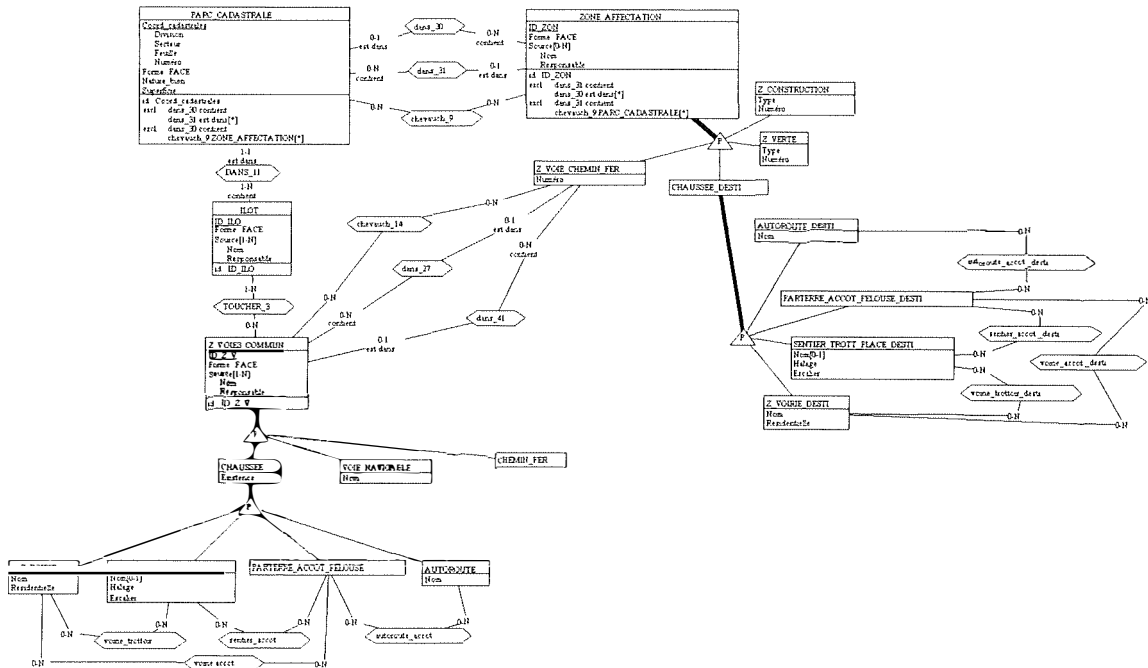 PARC_CADASTRALE
Coord_cadastrales
Division
Secteur
Feuille
Numéro
Forme FACE
Nature_bien
Superficie
id Coord_cadastrales
excl dans_30 contient
dans_31 est dans[*]
excl dans_30 contient
chevauch_9 ZONE_AFFECTATION[*]
0-1
est dans
dans_30
0-N
contient
0-N
contient
dans_31
0-1
est dans
0-N
chevauch_9
0-N
ZONE_AFFECTATION
ID_ZON
Forme FACE
Source[0-N]
Nom
Responsable
id ID_ZON
excl dans_31 contient
dans_30 est dans[*]
excl dans_31 contient
chevauch_9 PARC_CADASTRALE[*]
Z_CONSTRUCTION
Type
Numéro
P
Z_VERTE
Type
Numéro
Z_VOIE_CHEMIN_FER
Numéro
CHAUSSEE_DESTI
1-1
est dans
DANS_11
1-N
contient
ILOT
ID_ILO
Forme FACE
Source[1-N]
Nom
Responsable
id ID_ILO
1-N
TOUCHER_3
0-N
0-N
chevauch_14
0-N
0-1
est dans
dans_27
0-N
contient
0-N
contient
dans_41
0-1
est dans
Z_VOIES_COMMUN
ID_Z_V
Forme FACE
Source[1-N]
Nom
Responsable
id ID_Z_V
AUTOROUTE_DESTI
Nom
0-N
autoroute_accot_desti
0-N
PARTERRE_ACCOT_PELOUSE_DESTI
0-N
0-N
P
sentier_accot_desti
SENTIER_TROTT_PLACE_DESTI
Nom[0-1]
Halage
Escalier
0-N
0-N
voirie_accot_desti
voirie_trottoir_desti
Z_VOIRIE_DESTI
Nom
Residentielle
0-N
0-N
CHAUSSEE
Existence
VOIE_NAVIGABLE
Nom
CHEMIN_FER
P
Nom
Residentielle
Nom[0-1]
Halage
Escalier
PARTERRE_ACCOT_PELOUSE
AUTOROUTE
Nom
0-N
voirie_trottoir
0-N
0-N
sentier_accot
0-N
0-N
autoroute_accot
0-N
0-N
voirie_accot
0-N